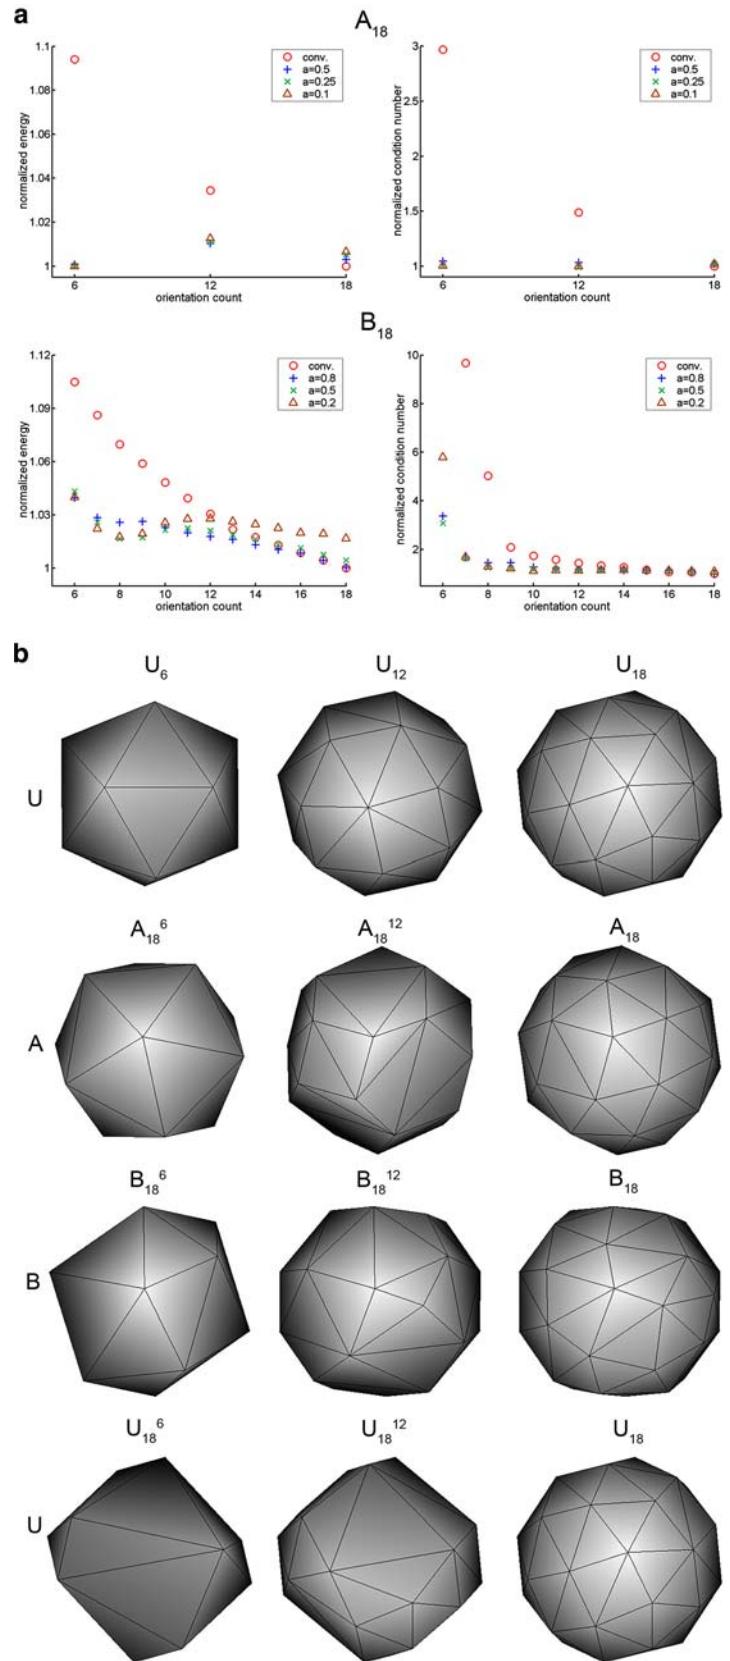 a
A18
1.1
1.08
1.06
1.04
1.02
1
normalized energy
6
12
18
orientation count
conv.
a=0.5
a=0.25
a=0.1
3
2.5
2
1.5
1
normalized condition number
6
12
18
orientation count
conv.
a=0.5
a=0.25
a=0.1
B18
1.12
1.09
1.06
1.03
1
normalized energy
6 8 10 12 14 16 18
orientation count
conv.
a=0.8
a=0.5
a=0.2
10
8
6
4
2
normalized condition number
6 8 10 12 14 16 18
orientation count
conv.
a=0.8
a=0.5
a=0.2
b
U6 U12 U18
U
A18^6 A18^12 A18
A
B18^6 B18^12 B18
B
U18^6 U18^12 U18
U